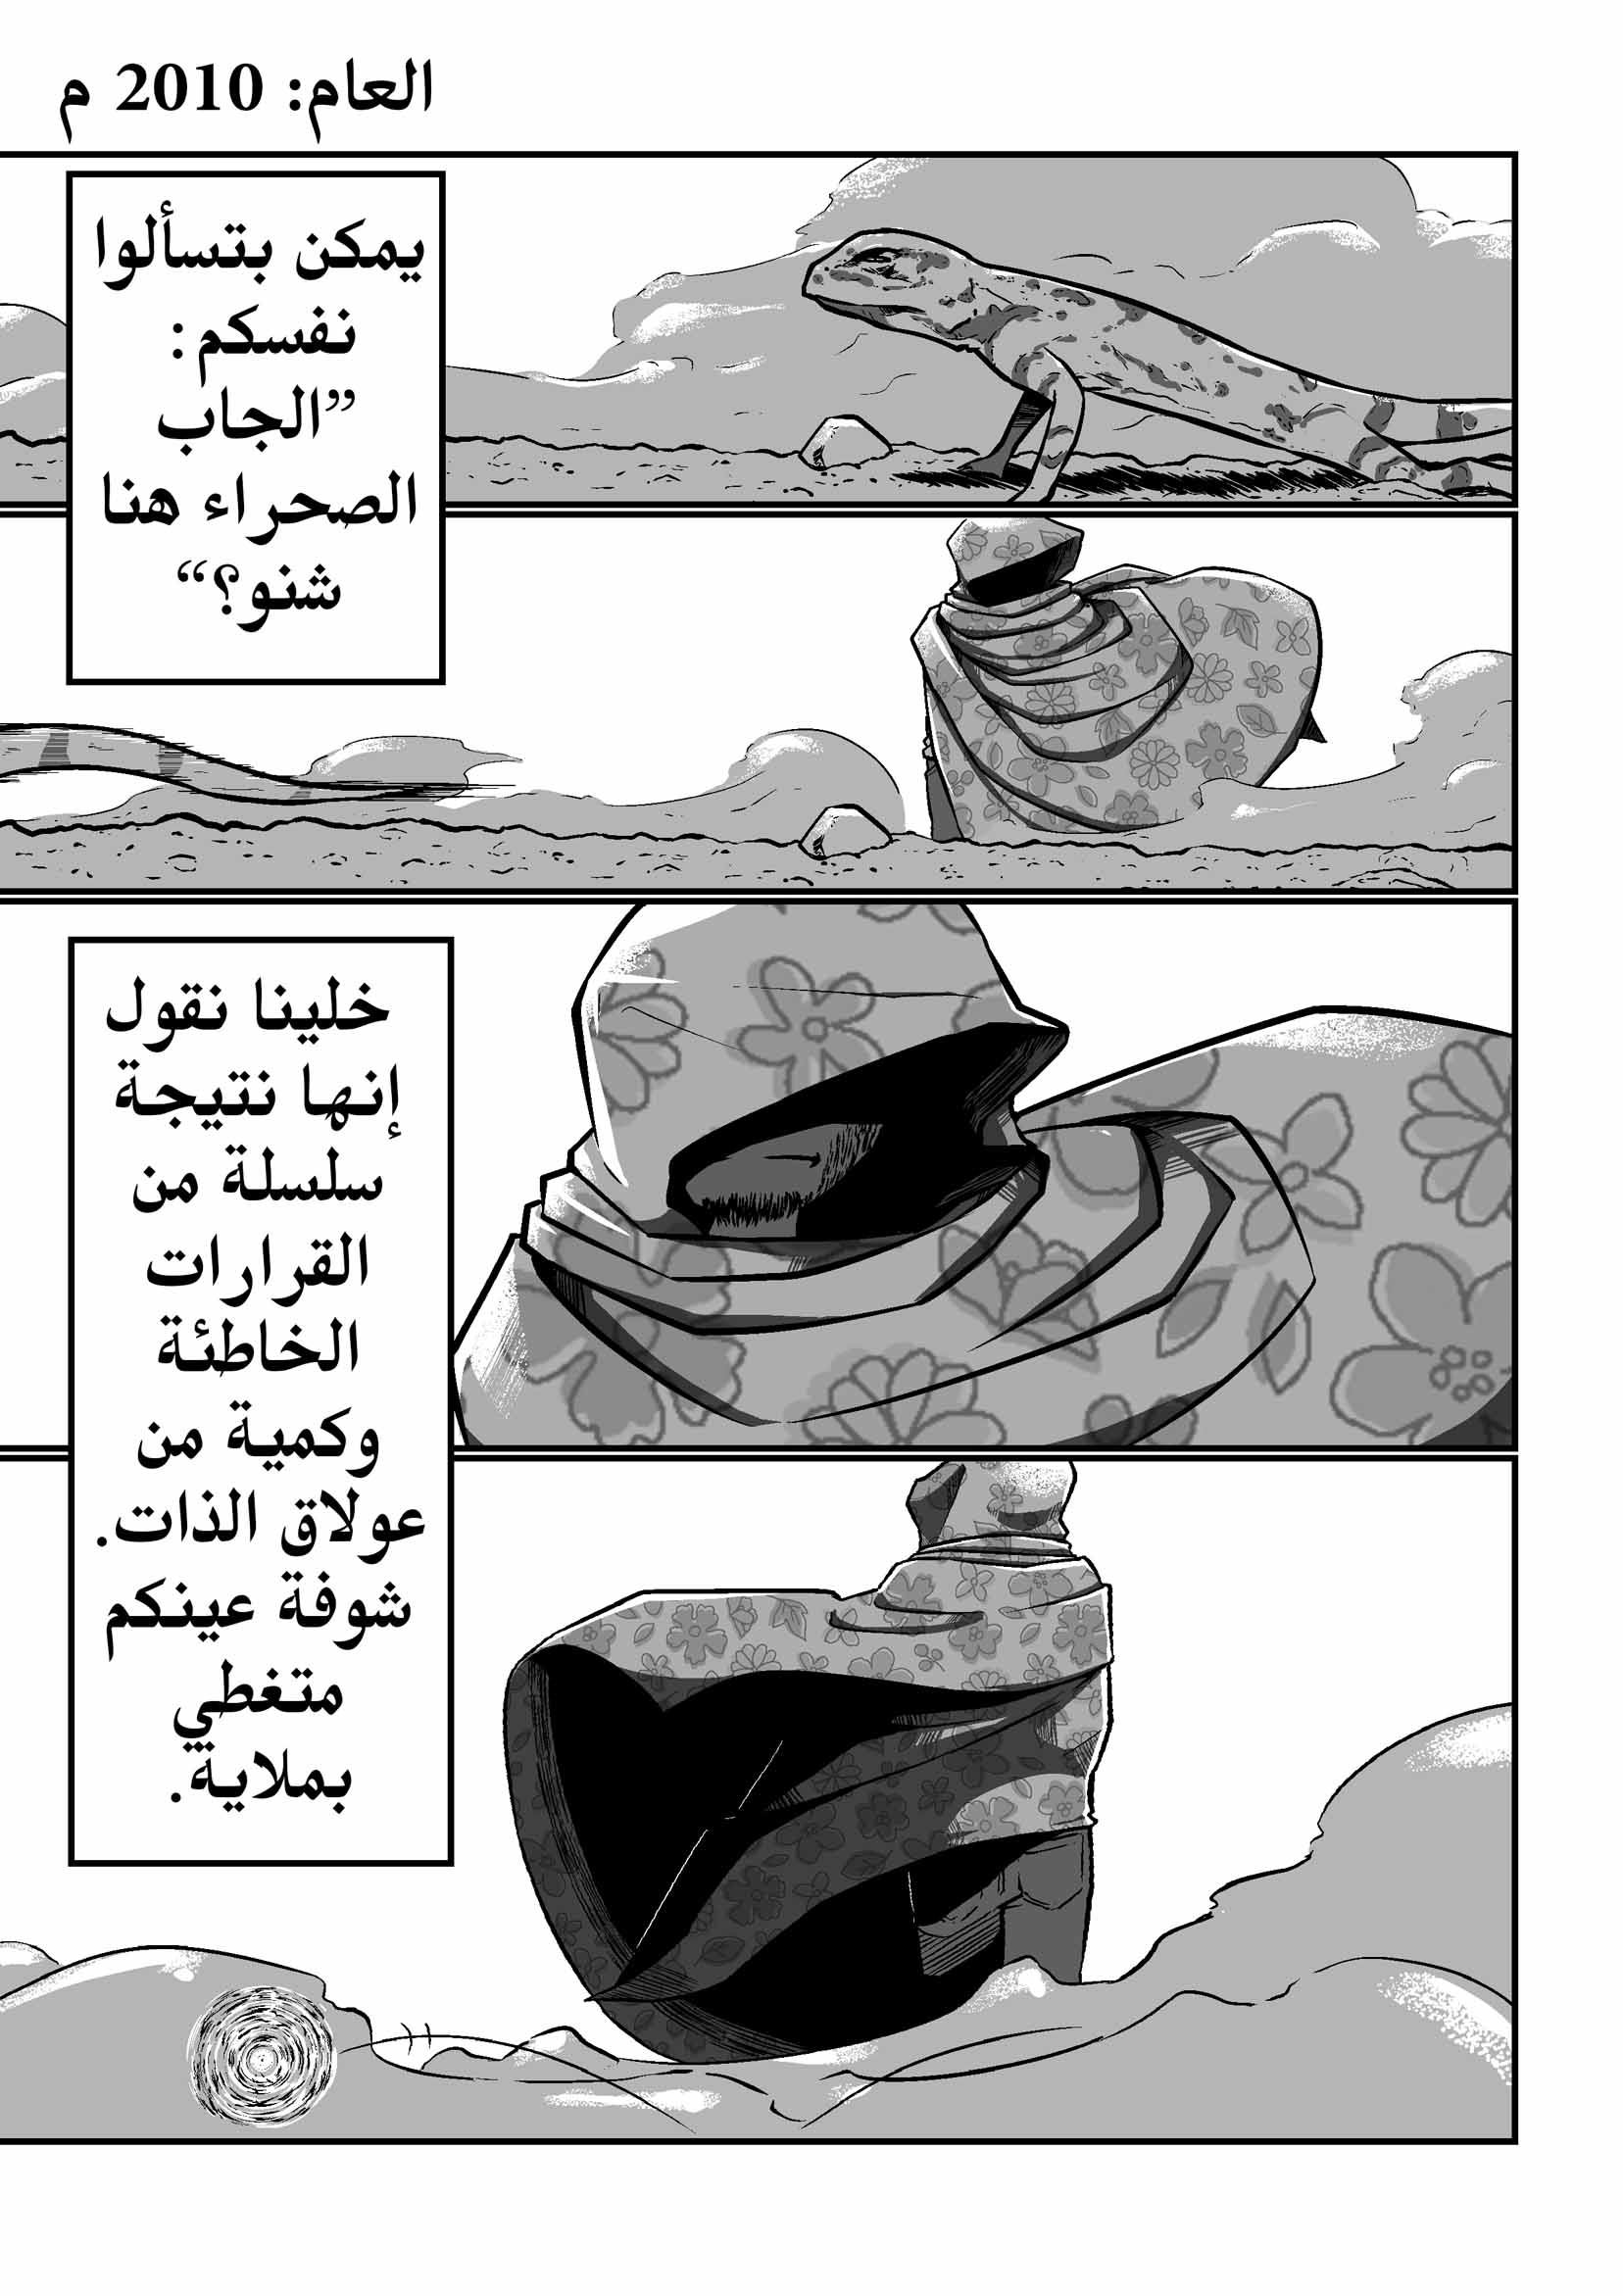 العام: 2010 م
يمكن بتسألوا
نفسكم:
”الجاب
الصحراء هنا
شنو؟“
خلينا نقول
إنها نتيجة
سلسلة من
القرارات
الخاطئة
وكمية من
عولاق الذات.
شوفة عينكم
متغطي
بملاية.